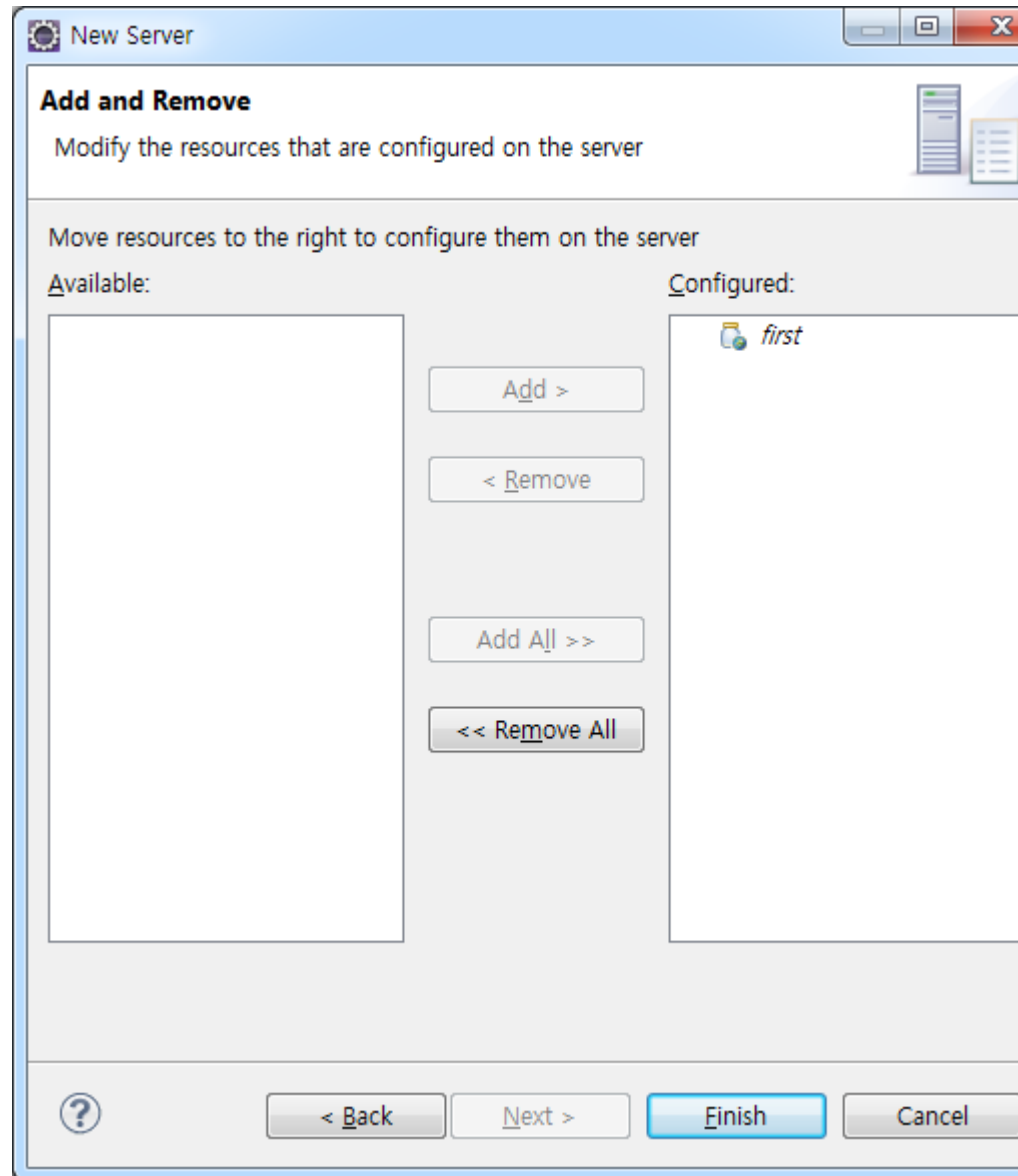 New Server
Add and Remove
Modify the resources that are configured on the server
Move resources to the right to configure them on the server
Available:
Configured:
first
Add >
< Remove
Add All >>
<< Remove All
?
< Back
Next >
Finish
Cancel